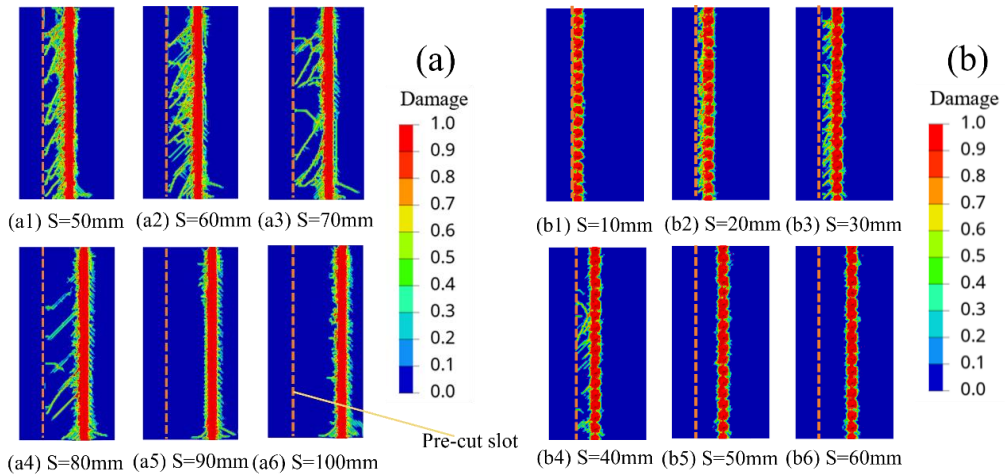 (a)
Damage
1.0
0.9
0.8
0.7
0.6
0.5
0.4
0.3
0.2
0.1
0.0
(a1) S=50mm
(a2) S=60mm
(a3) S=70mm
(a4) S=80mm
(a5) S=90mm
(a6) S=100mm
Pre-cut slot
(b)
Damage
1.0
0.9
0.8
0.7
0.6
0.5
0.4
0.3
0.2
0.1
0.0
(b1) S=10mm
(b2) S=20mm
(b3) S=30mm
(b4) S=40mm
(b5) S=50mm
(b6) S=60mm